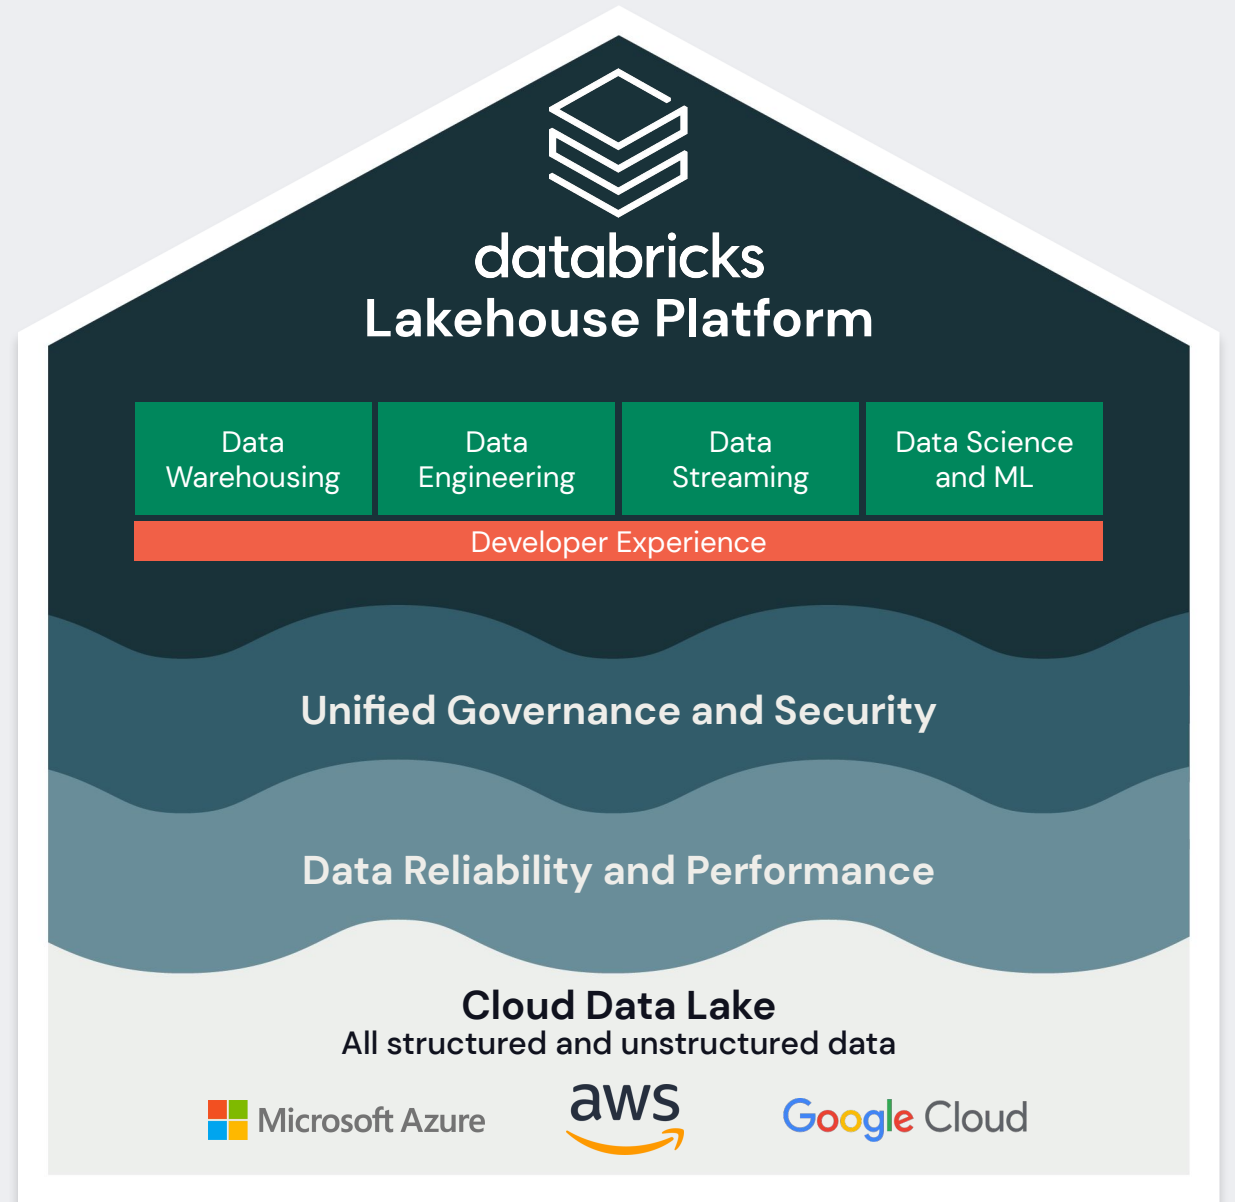 databricks
Lakehouse Platform
Data
Warehousing
Data
Engineering
Data
Streaming
Data Science
and ML
Developer Experience
Unified Governance and Security
Data Reliability and Performance
Cloud Data Lake
All structured and unstructured data
Microsoft Azure
aws
Google Cloud